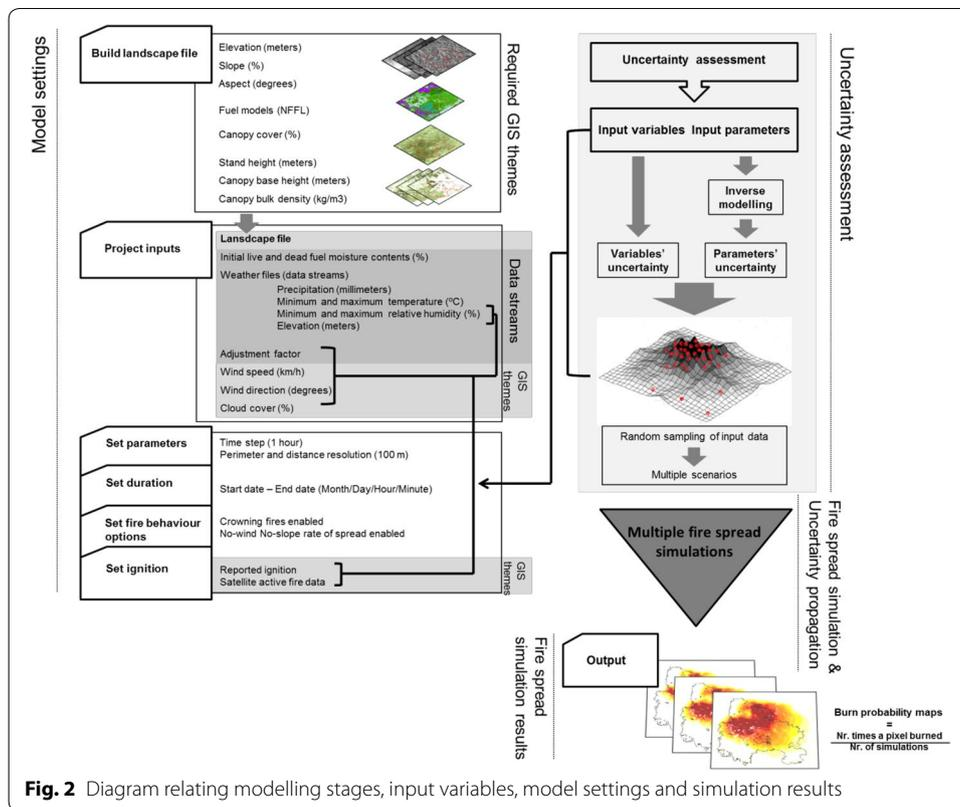 Model settings
Build landscape file
Elevation (meters)
Slope (%)
Aspect (degrees)
Fuel models (NFFL)
Canopy cover (%)
Stand height (meters)
Canopy base height (meters)
Canopy bulk density (kg/m3)
Required GIS themes
Project inputs
Lansdcape file
Initial live and dead fuel moisture contents (%)
Weather files (data streams)
Precipitation (millimeters)
Minimum and maximum temperature (ºC)
Minimum and maximum relative humidity (%)
Elevation (meters)
Data streams
Adjustment factor
Wind speed (km/h)
Wind direction (degrees)
Cloud cover (%)
GIS
themes
Set parameters
Time step (1 hour)
Perimeter and distance resolution (100 m)
Set duration
Start date – End date (Month/Day/Hour/Minute)
Set fire behaviour
options
Crowning fires enabled
No-wind No-slope rate of spread enabled
Set ignition
Reported ignition
Satellite active fire data
GIS
themes
Uncertainty assessment
Uncertainty assessment
Input variables Input parameters
Inverse
modelling
Variables'
uncertainty
Parameters'
uncertainty
Random sampling of input data
Multiple scenarios
Multiple fire spread
simulations
Fire spread simulation &
Uncertainty propagation
Fire spread
simulation results
Output
Burn probability maps
=
Nr. times a pixel burned
Nr. of simulations
Fig. 2 Diagram relating modelling stages, input variables, model settings and simulation results